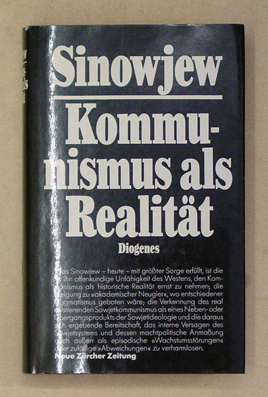 Sinowjew
Kommu-
nismus als
Realität
Diogenes
Was Sinowjew – heute – mit größter Sorge erfüllt, ist die
für ihn offenkundige Unfähigkeit des Westens, den Kom-
munismus als historische Realität ernst zu nehmen; die
Neigung zu »akademischer Neugier«, wo entschiedener
Pragmatismus geboten wäre; die Verkennung des real
existierenden Sowjetkommunismus als eines Neben- oder
Übergangsprodukts der Sowjetideologie und die daraus
sich ergebende Bereitschaft, das interne Versagen des
Sowjetsystems und dessen machtpolitische Anmaßung
auch außen als episodische »Wachstumsstörungen«
oder zufällige »Abweichungen« zu verharmlosen.
Neue Zürcher Zeitung